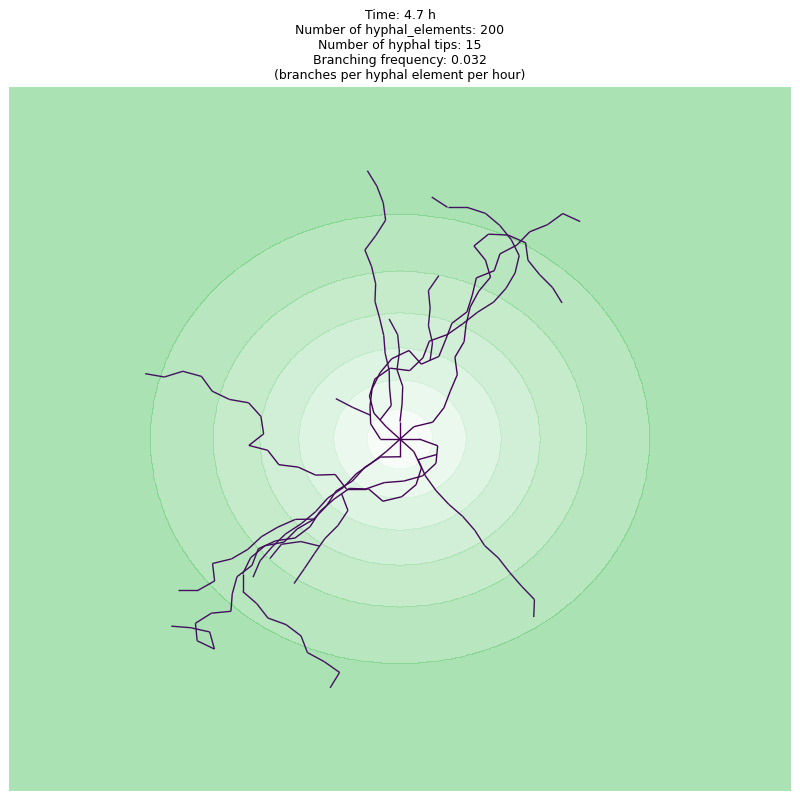 Time: 4.7 h
Number of hyphal_elements: 200
Number of hyphal tips: 15
Branching frequency: 0.032
(branches per hyphal element per hour)